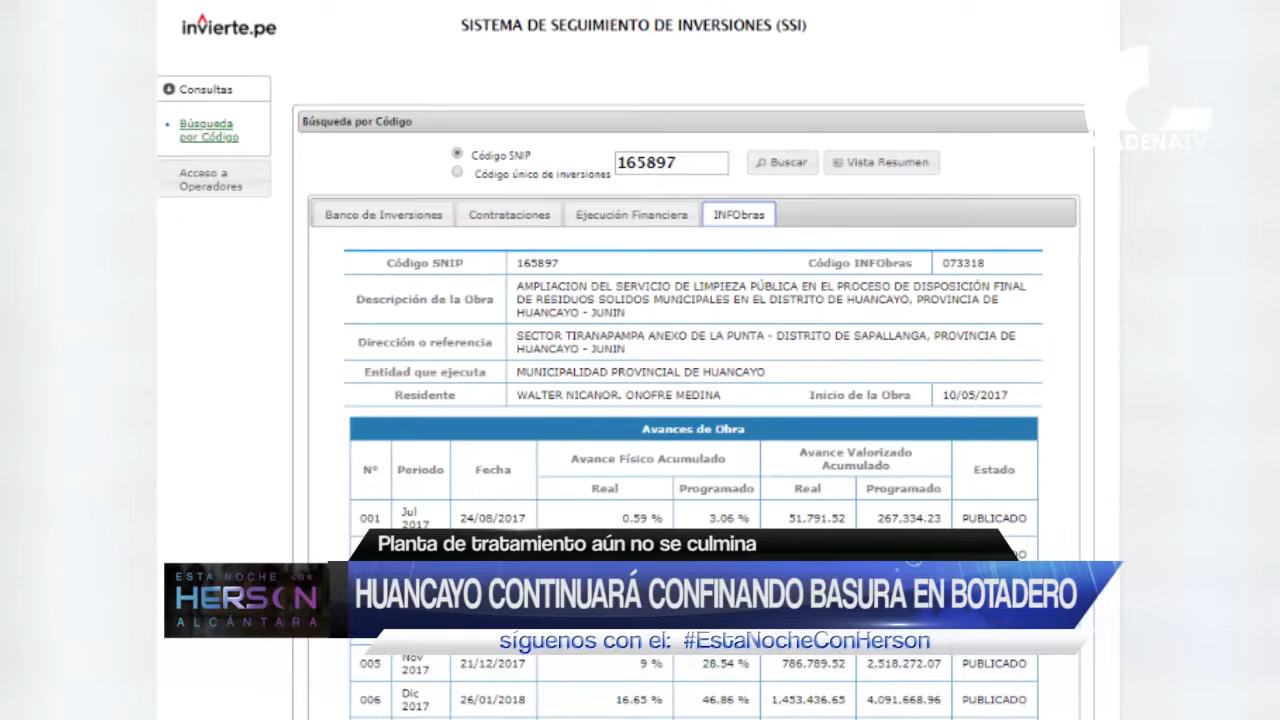 invierte.pe
SISTEMA DE SEGUIMIENTO DE INVERSIONES (SSI)
Consultas
Búsqueda
por Código
Acceso a
Operadores
Búsqueda por Código
Código SNIP
Código único de inversiones
165897
Buscar
Vista Resumen
Banco de Inversiones
Contrataciones
Ejecución Financiera
INFObras
Código SNIP 165897 Código INFObras 073318
Descripción de la Obra
AMPLIACION DEL SERVICIO DE LIMPIEZA PÚBLICA EN EL PROCESO DE DISPOSICIÓN FINAL
DE RESIDUOS SOLIDOS MUNICIPALES EN EL DISTRITO DE HUANCAYO, PROVINCIA DE
HUANCAYO - JUNIN
Dirección o referencia
SECTOR TIRANAPAMPA ANEXO DE LA PUNTA - DISTRITO DE SAPALLANGA, PROVINCIA DE
HUANCAYO - JUNIN
Entidad que ejecuta MUNICIPALIDAD PROVINCIAL DE HUANCAYO
Residente WALTER NICANOR. ONOFRE MEDINA Inicio de la Obra 10/05/2017
Avances de Obra
Nº Periodo Fecha Avance Físico Acumulado Avance Valorizado
Acumulado Estado
Real Programado Real Programado
001 Jul
2017 24/08/2017 0.59 % 3.06 % 51,791.52 267,334.23 PUBLICADO
Planta de tratamiento aún no se culmina
ESTA NOCHE CON
HERSON
ALCÁNTARA
HUANCAYO CONTINUARÁ CONFINANDO BASURA EN BOTADERO
síguenos con el: #EstaNocheConHerson
005 Nov
2017 21/12/2017 9 % 28.54 % 786,789.52 2,518,272.07 PUBLICADO
006 Dic
2017 26/01/2018 16.65 % 46.86 % 1,453,436.65 4,091,668.96 PUBLICADO